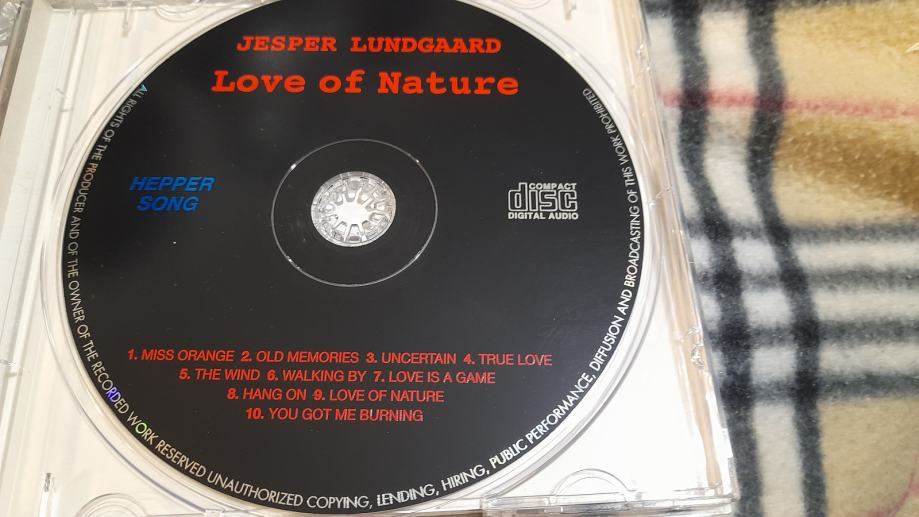 JESPER LUNDGAARD
Love of Nature
HEPPER
SONG
COMPACT
disc
DIGITAL AUDIO
1. MISS ORANGE 2. OLD MEMORIES 3. UNCERTAIN 4. TRUE LOVE
5. THE WIND 6. WALKING BY 7. LOVE IS A GAME
8. HANG ON 9. LOVE OF NATURE
10. YOU GOT ME BURNING
ALL RIGHTS OF THE PRODUCER AND OF THE OWNER OF THE RECORDED WORK RESERVED UNAUTHORIZED COPYING, LENDING, HIRING, PUBLIC PERFORMANCE, DIFFUSION AND BROADCASTING OF THIS WORK PROHIBITED